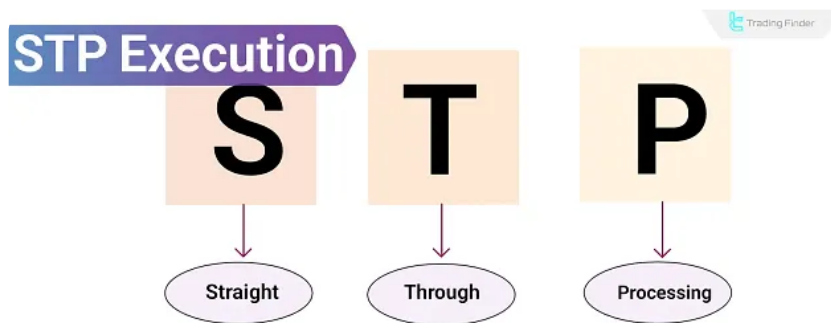 Trading Finder
STP Execution
S T P
Straight Through Processing